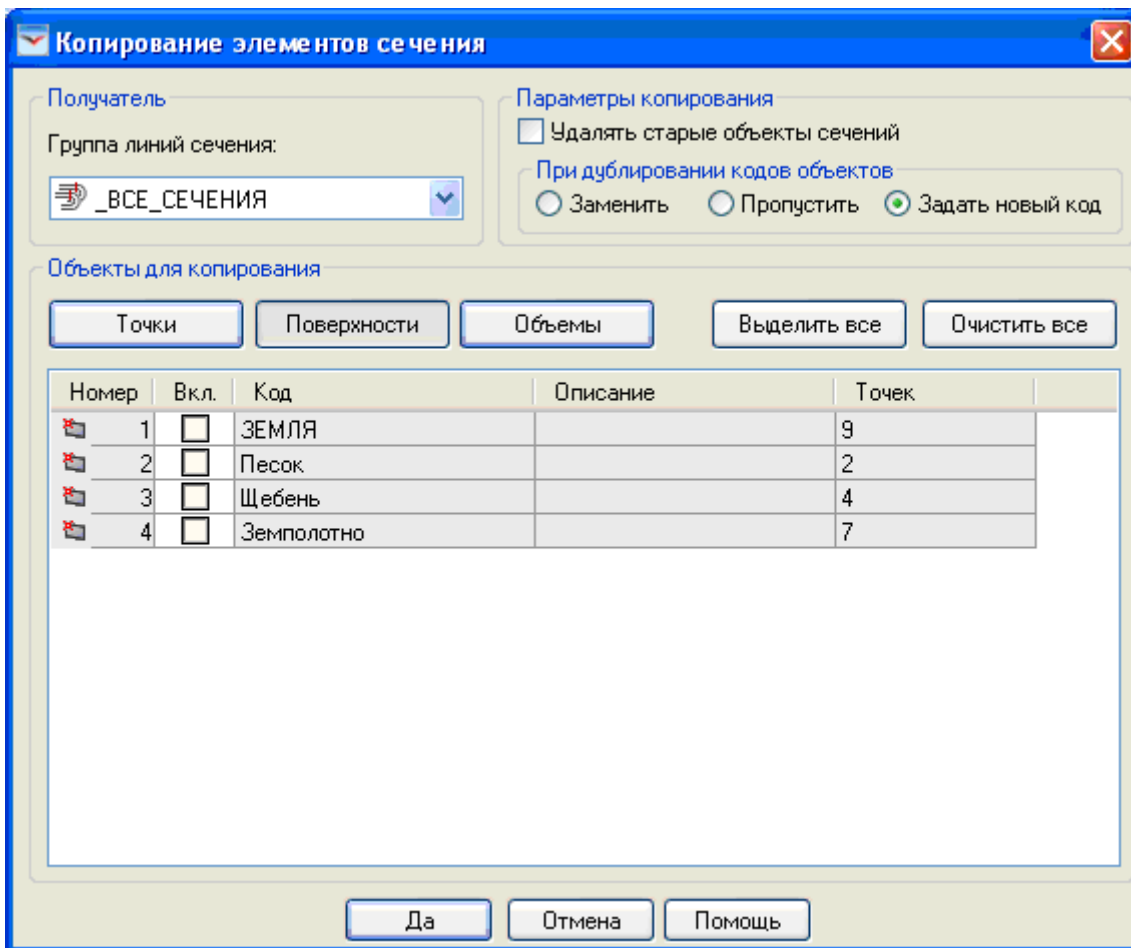 Копирование элементов сечения
Получатель
Группа линий сечения:
_ВСЕ_СЕЧЕНИЯ
Параметры копирования
Удалять старые объекты сечений
При дублировании кодов объектов
Заменить Пропустить Задать новый код
Объекты для копирования
Точки Поверхности Объемы Выделить все Очистить все
Номер Вкл. Код Описание Точек
1 ЗЕМЛЯ 9
2 Песок 2
3 Щебень 4
4 Земполотно 7
Да Отмена Помощь